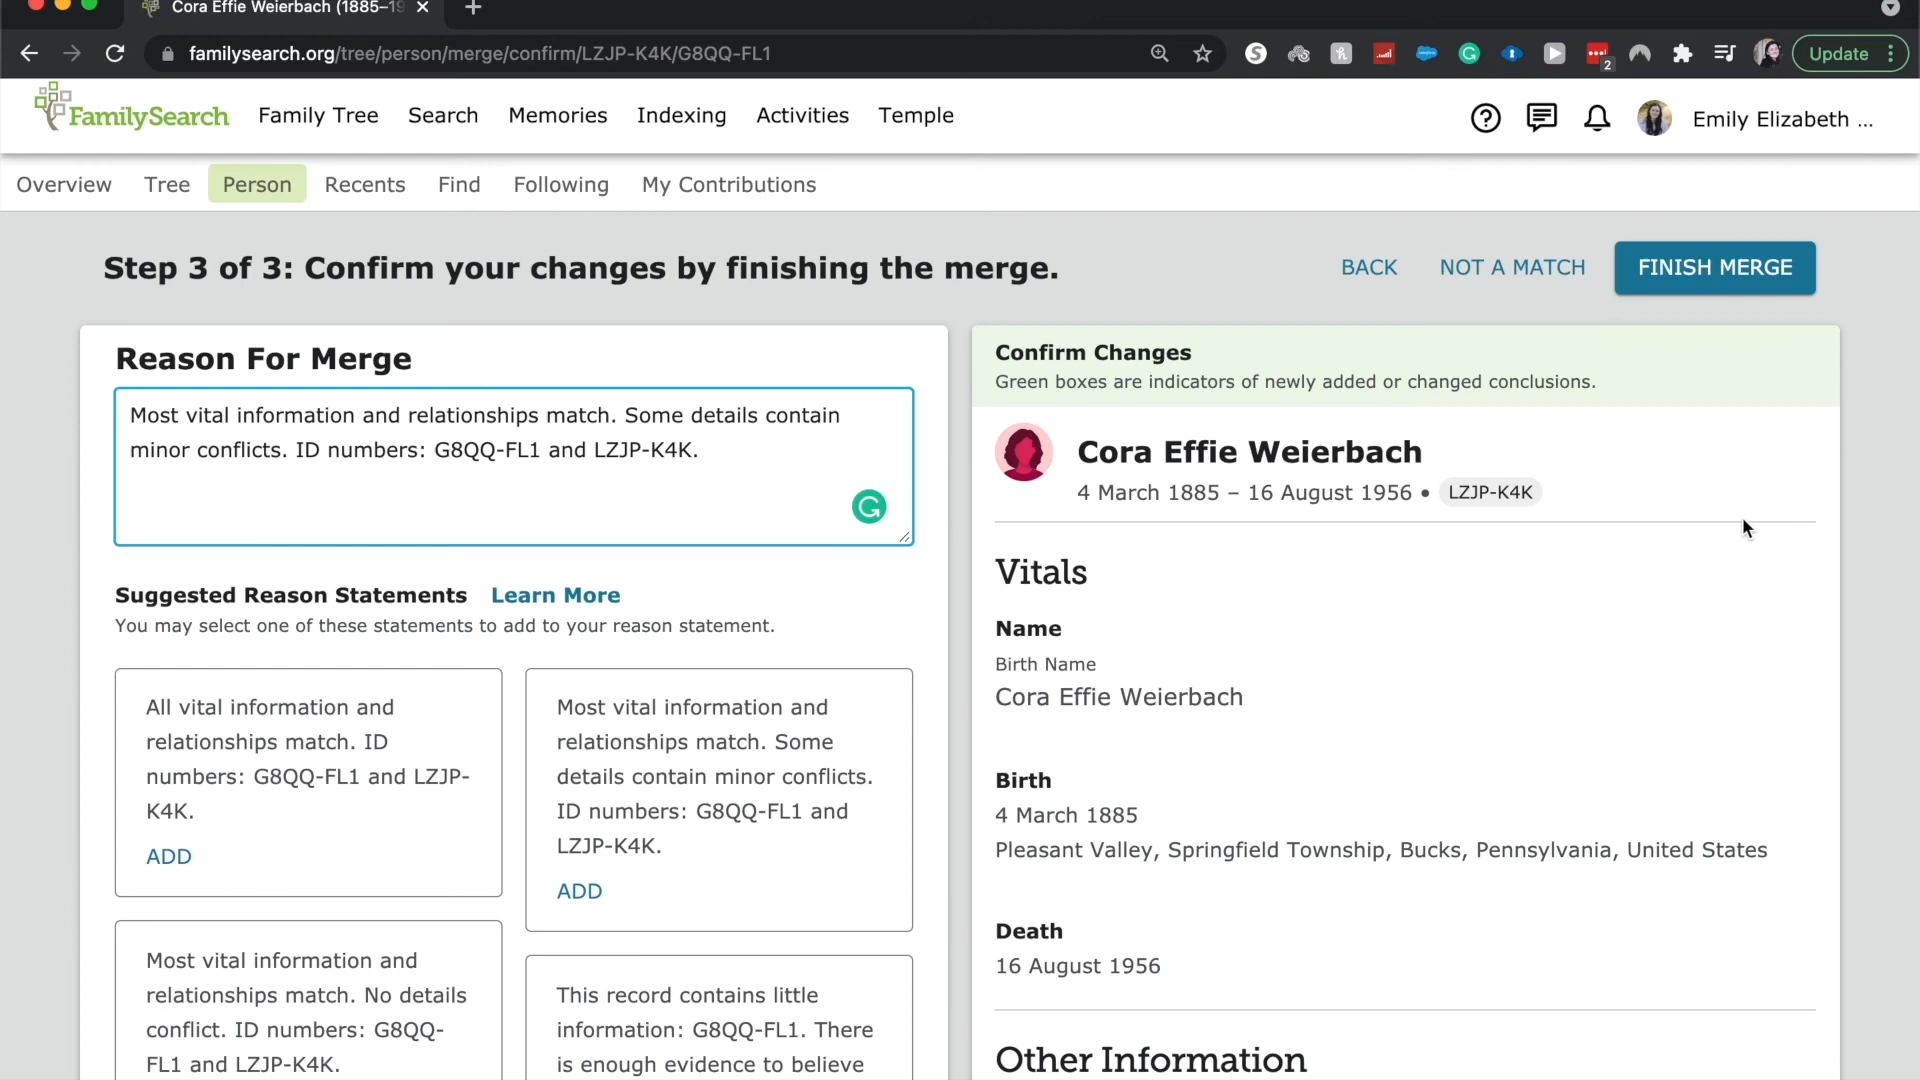 Cora Effie Weierbach (1885–19
familysearch.org/tree/person/merge/confirm/LZJP-K4K/G8QQ-FL1
2
Update
FamilySearch
Family Tree
Search
Memories
Indexing
Activities
Temple
Emily Elizabeth ...
Overview
Tree
Person
Recents
Find
Following
My Contributions
Step 3 of 3: Confirm your changes by finishing the merge.
BACK
NOT A MATCH
FINISH MERGE
Reason For Merge
Most vital information and relationships match. Some details contain
minor conflicts. ID numbers: G8QQ-FL1 and LZJP-K4K.
Suggested Reason Statements Learn More
You may select one of these statements to add to your reason statement.
All vital information and
relationships match. ID
numbers: G8QQ-FL1 and LZJP-
K4K.
ADD
Most vital information and
relationships match. Some
details contain minor conflicts.
ID numbers: G8QQ-FL1 and
LZJP-K4K.
ADD
Most vital information and
relationships match. No details
conflict. ID numbers: G8QQ-
FL1 and LZJP-K4K.
This record contains little
information: G8QQ-FL1. There
is enough evidence to believe
Confirm Changes
Green boxes are indicators of newly added or changed conclusions.
Cora Effie Weierbach
4 March 1885 – 16 August 1956 • LZJP-K4K
Vitals
Name
Birth Name
Cora Effie Weierbach
Birth
4 March 1885
Pleasant Valley, Springfield Township, Bucks, Pennsylvania, United States
Death
16 August 1956
Other Information